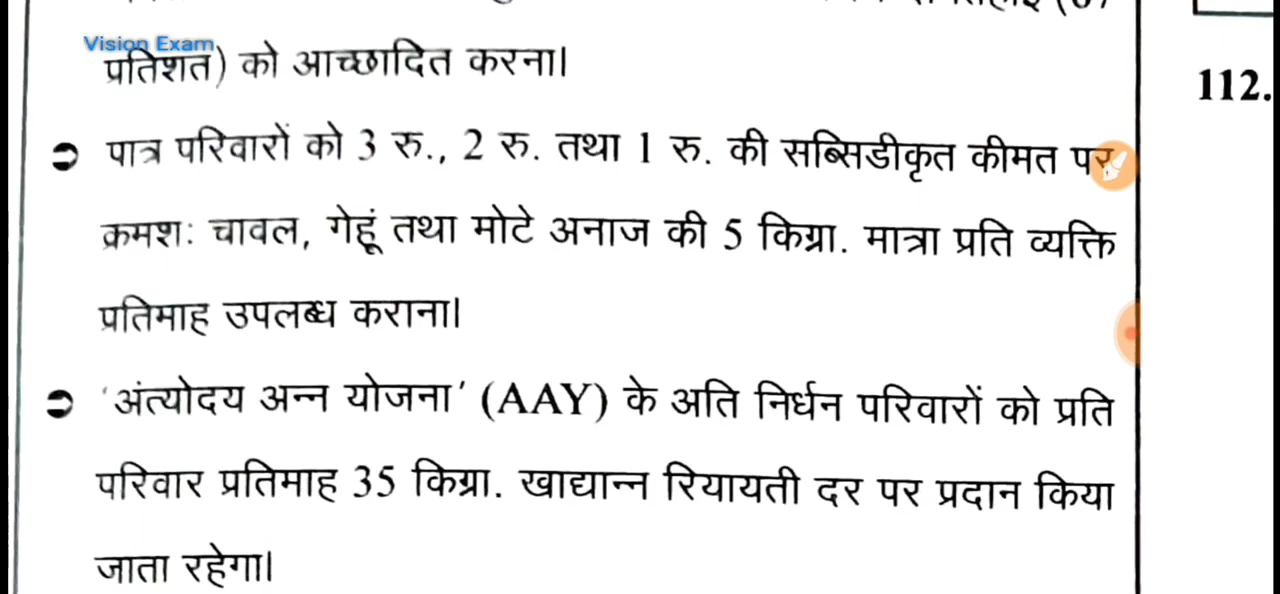 Vision Exam
प्रतिशत) को आच्छादित करना।
112.
➲ पात्र परिवारों को 3 रु., 2 रु. तथा 1 रु. की सब्सिडीकृत कीमत पर
क्रमशः चावल, गेहूं तथा मोटे अनाज की 5 किग्रा. मात्रा प्रति व्यक्ति
प्रतिमाह उपलब्ध कराना।
➲ 'अंत्योदय अन्न योजना' (AAY) के अति निर्धन परिवारों को प्रति
परिवार प्रतिमाह 35 किग्रा. खाद्यान्न रियायती दर पर प्रदान किया
जाता रहेगा।